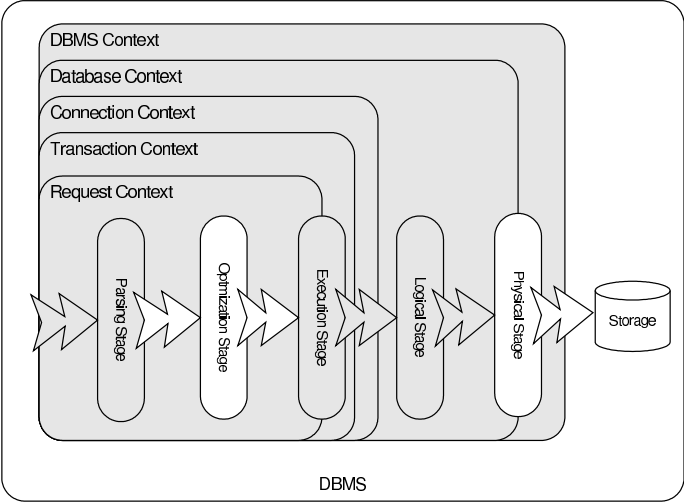 DBMS Context
Database Context
Connection Context
Transaction Context
Request Context
Parsing Stage
Optmization Stage
Execution Stage
Logical Stage
Physical Stage
Storage
DBMS